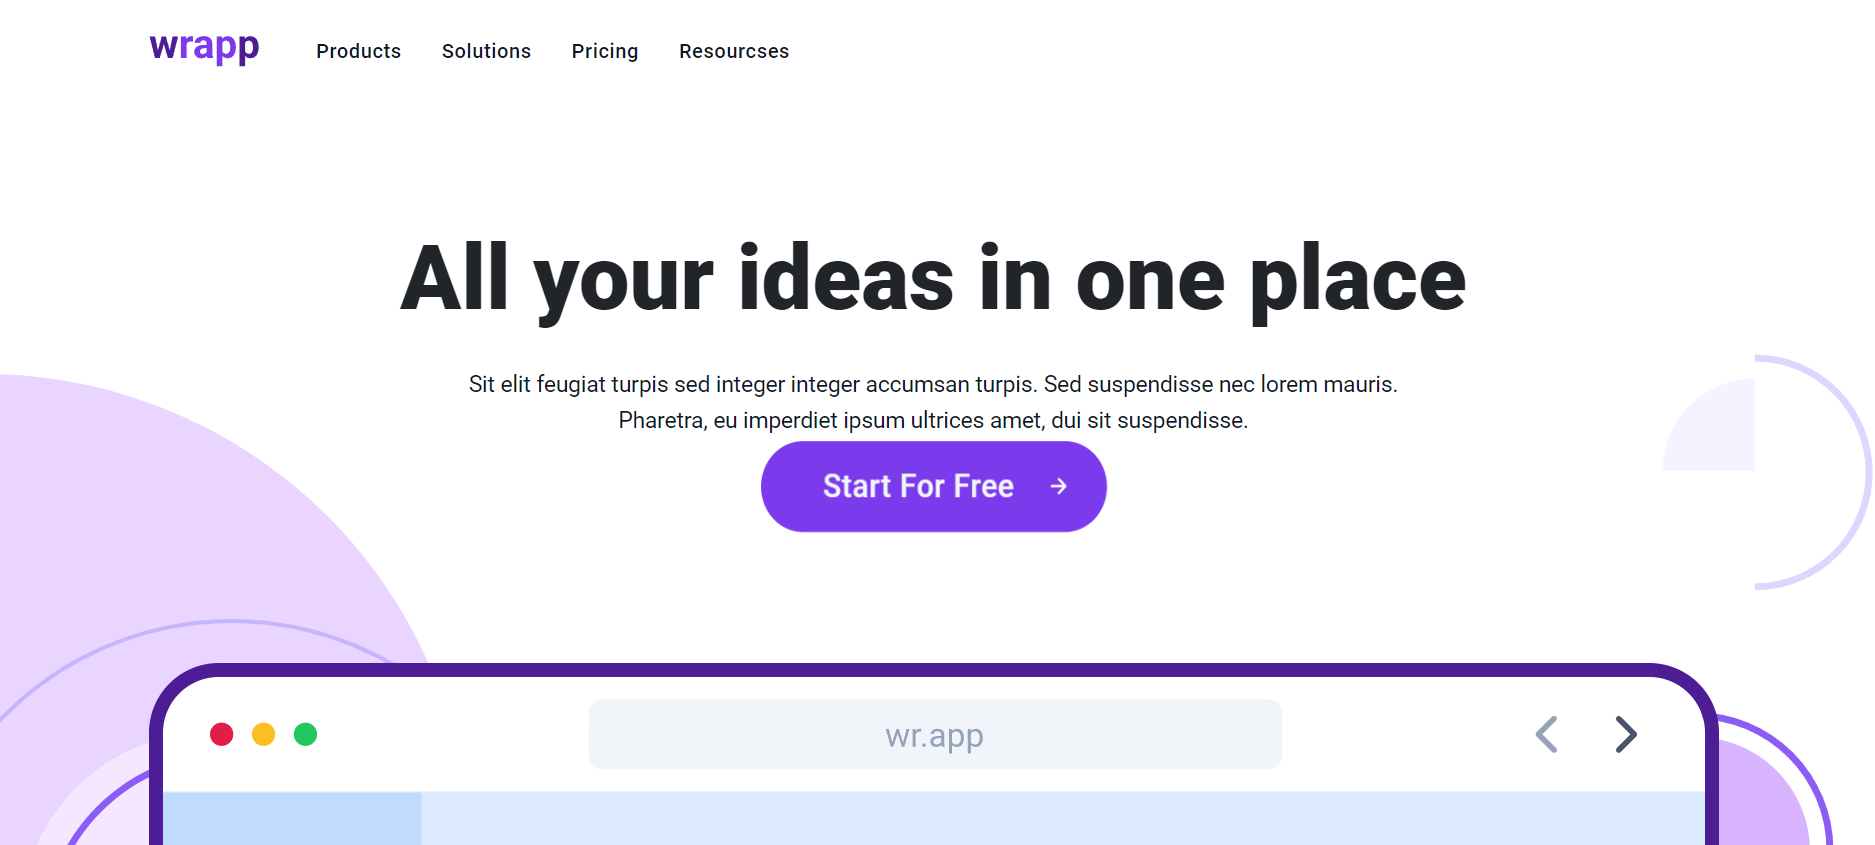 wrapp Products Solutions Pricing Resourcses
All your ideas in one place
Sit elit feugiat turpis sed integer integer accumsan turpis. Sed suspendisse nec lorem mauris.
Pharetra, eu imperdiet ipsum ultrices amet, dui sit suspendisse.
Start For Free
wr.app